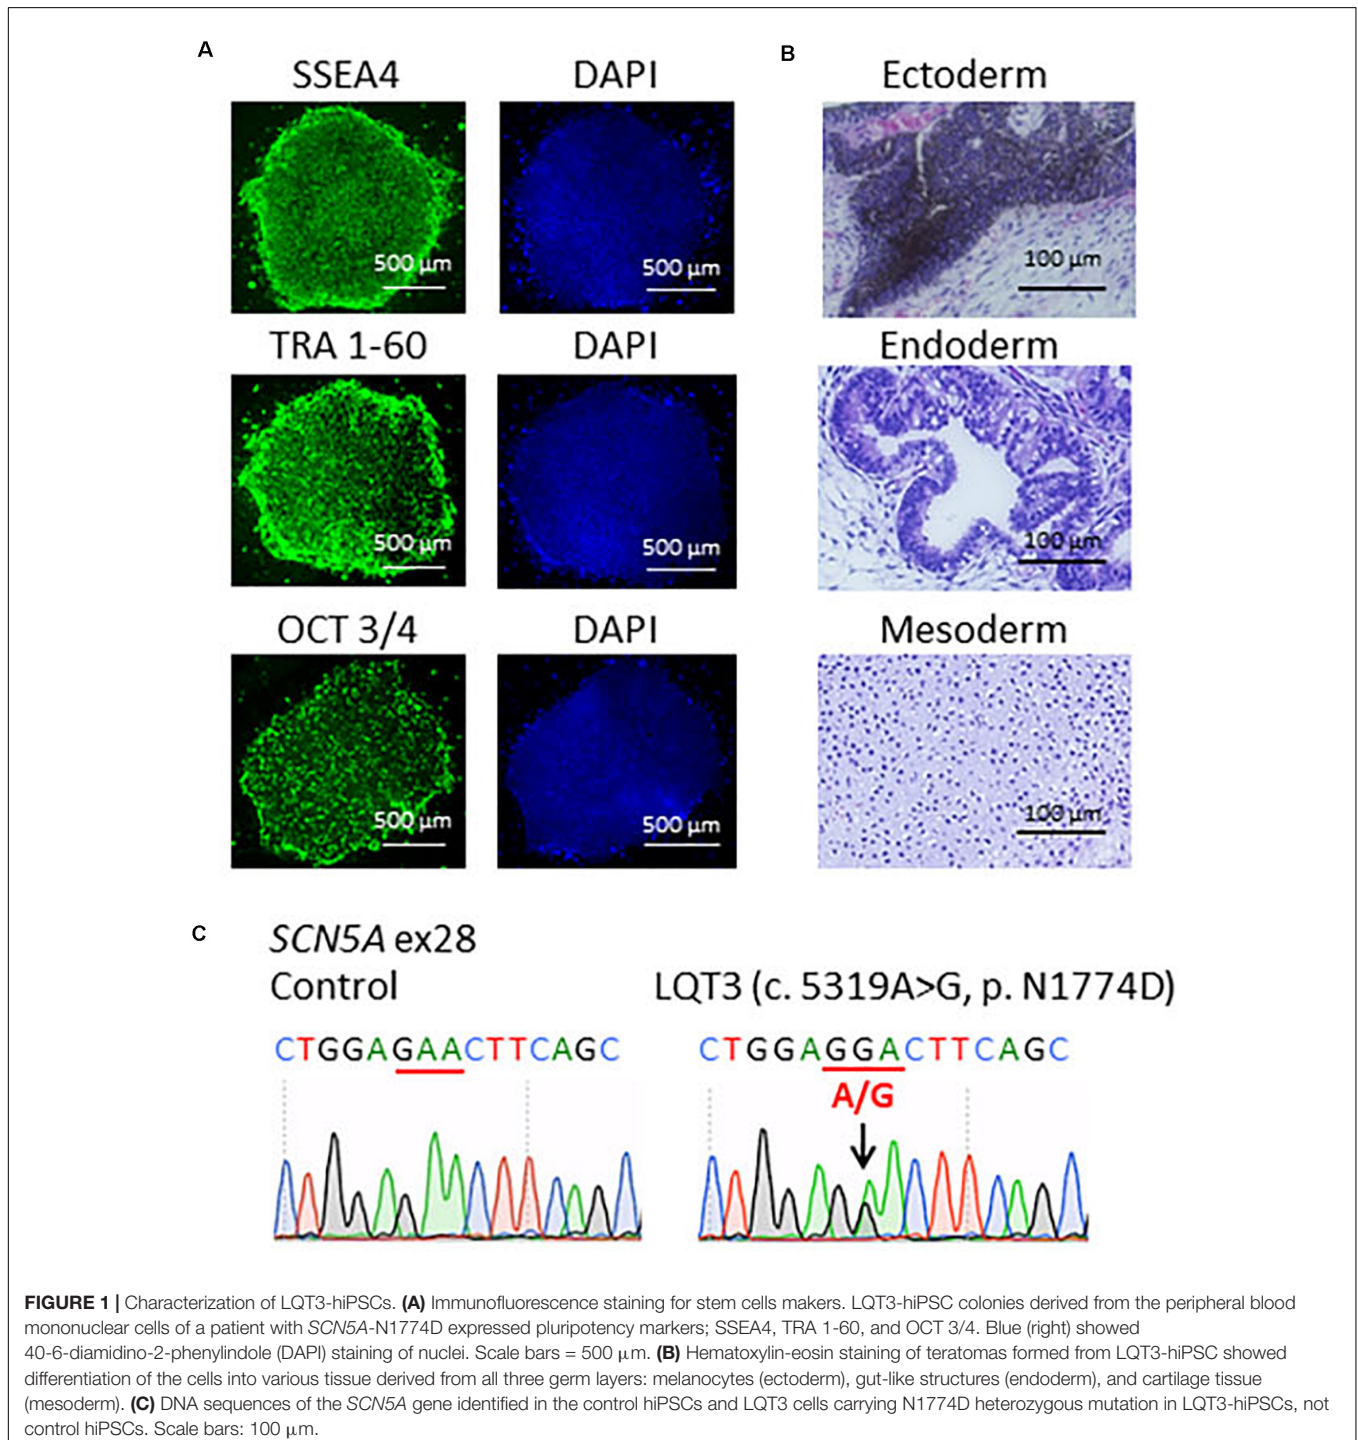 A
SSEA4
DAPI
500 µm
500 µm
TRA 1-60
DAPI
500 µm
500 µm
OCT 3/4
DAPI
500 µm
500 µm
B
Ectoderm
100 µm
Endoderm
100 µm
Mesoderm
100 µm
C
SCN5A ex28
Control
CTGGAGAACTTCAGC
LQT3 (c. 5319A>G, p. N1774D)
CTGGAGGACTTCAGC
A/G
FIGURE 1 | Characterization of LQT3-hiPSCs. (A) Immunofluorescence staining for stem cells makers. LQT3-hiPSC colonies derived from the peripheral blood
mononuclear cells of a patient with SCN5A-N1774D expressed pluripotency markers; SSEA4, TRA 1-60, and OCT 3/4. Blue (right) showed
40-6-diamidino-2-phenylindole (DAPI) staining of nuclei. Scale bars = 500 µm. (B) Hematoxylin-eosin staining of teratomas formed from LQT3-hiPSC showed
differentiation of the cells into various tissue derived from all three germ layers: melanocytes (ectoderm), gut-like structures (endoderm), and cartilage tissue
(mesoderm). (C) DNA sequences of the SCN5A gene identified in the control hiPSCs and LQT3 cells carrying N1774D heterozygous mutation in LQT3-hiPSCs, not
control hiPSCs. Scale bars: 100 µm.